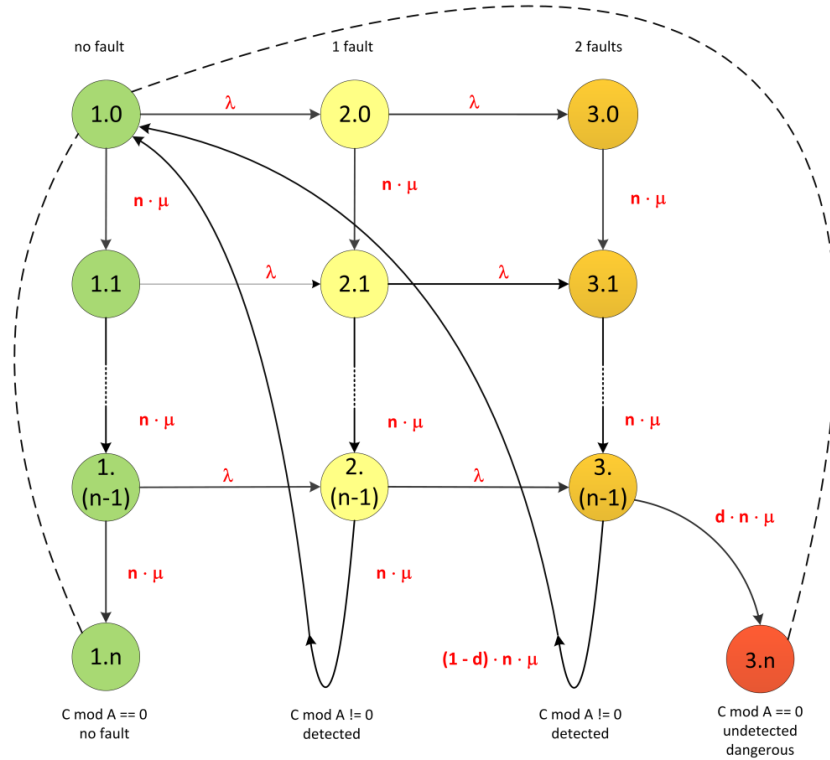 no fault
1 fault
2 faults
1.0
λ
2.0
λ
3.0
n · μ
n · μ
n · μ
1.1
λ
2.1
λ
3.1
n · μ
n · μ
n · μ
1.
(n-1)
λ
2.
(n-1)
λ
3.
(n-1)
d · n · μ
n · μ
n · μ
(1 - d) · n · μ
1.n
3.n
C mod A == 0
no fault
C mod A != 0
detected
C mod A != 0
detected
C mod A == 0
undetected
dangerous